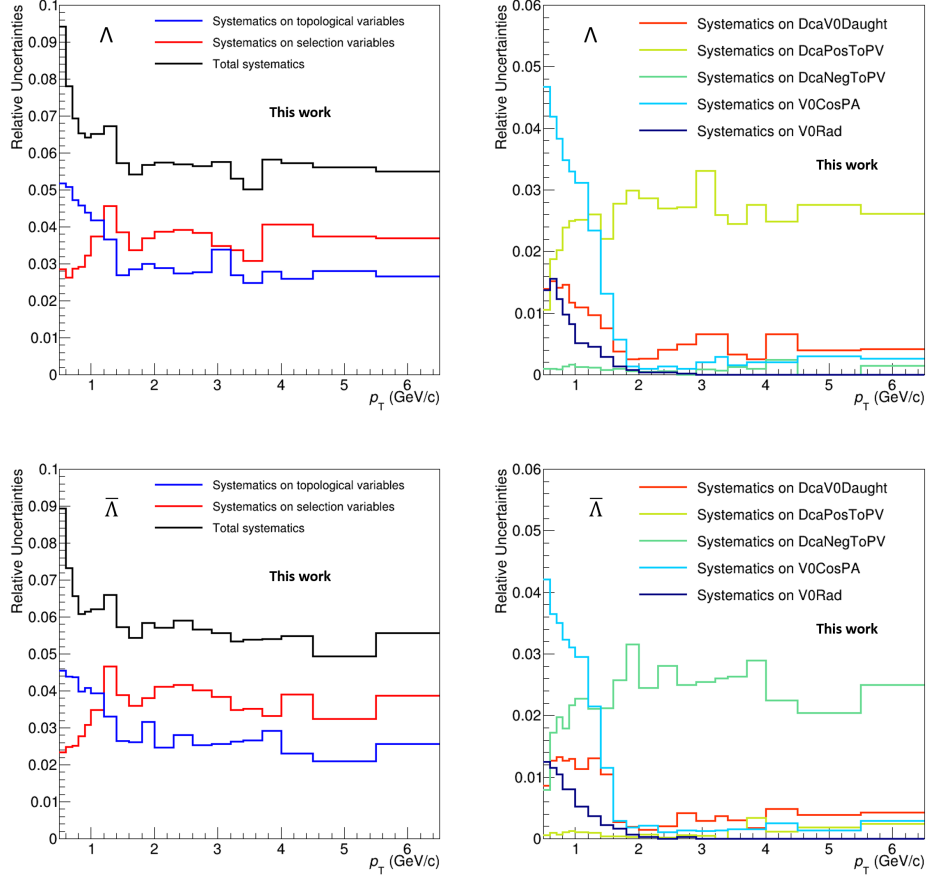 Relative Uncertainties
0.1
0.09
0.08
0.07
0.06
0.05
0.04
0.03
0.02
0.01
0
Λ
Systematics on topological variables
Systematics on selection variables
Total systematics
This work
1 2 3 4 5 6
p_T (GeV/c)
Relative Uncertainties
0.06
0.05
0.04
0.03
0.02
0.01
0
Λ
Systematics on DcaV0Daught
Systematics on DcaPosToPV
Systematics on DcaNegToPV
Systematics on V0CosPA
Systematics on V0Rad
This work
1 2 3 4 5 6
p_T (GeV/c)
Relative Uncertainties
0.1
0.09
0.08
0.07
0.06
0.05
0.04
0.03
0.02
0.01
0
Λ̅
Systematics on topological variables
Systematics on selection variables
Total systematics
This work
1 2 3 4 5 6
p_T (GeV/c)
Relative Uncertainties
0.06
0.05
0.04
0.03
0.02
0.01
0
Λ̅
Systematics on DcaV0Daught
Systematics on DcaPosToPV
Systematics on DcaNegToPV
Systematics on V0CosPA
Systematics on V0Rad
This work
1 2 3 4 5 6
p_T (GeV/c)